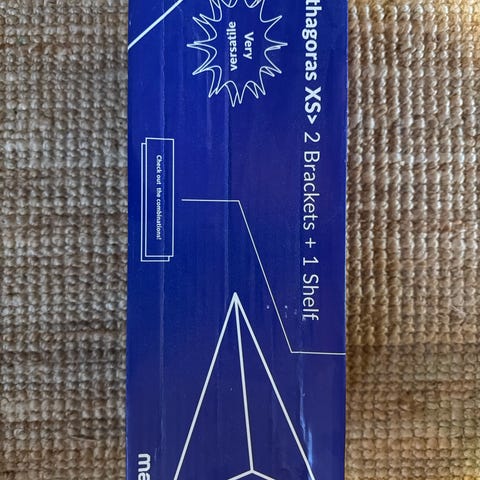 thagoras XS> 2 Brackets + 1 Shelf
Very
versatile
Check out the combinations!
ma